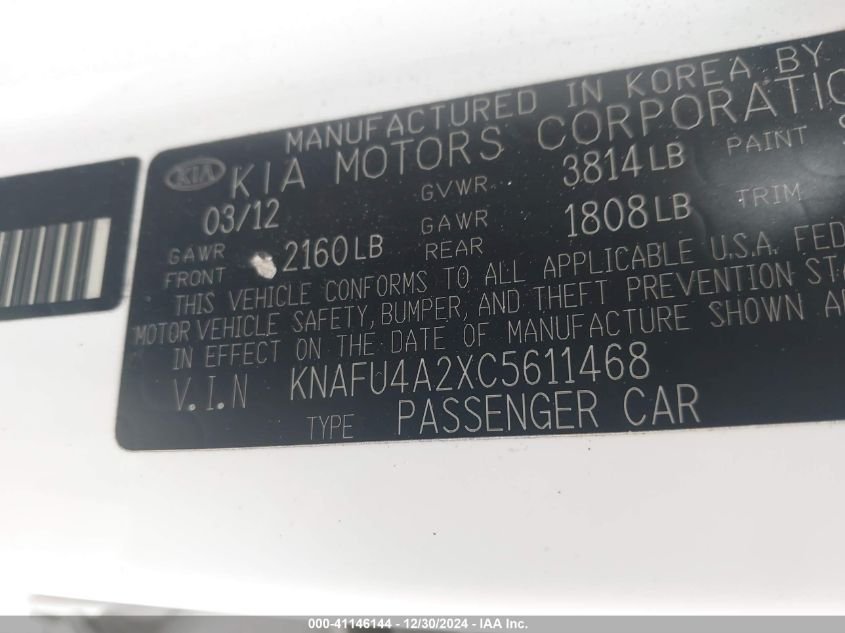 MANUFACTURED IN KOREA BY
KIA KIA MOTORS CORPORATIO
03/12 GVWR 3814LB PAINT
GAWR FRONT 2160LB GAWR REAR 1808LB TRIM
THIS VEHICLE CONFORMS TO ALL APPLICABLE U.S.A. FED
MOTOR VEHICLE SAFETY, BUMPER, AND THEFT PREVENTION STA
IN EFFECT ON THE DATE OF MANUFACTURE SHOWN A
V.I.N KNAFU4A2XC5611468
TYPE PASSENGER CAR
000-41146144 - 12/30/2024 - IAA Inc.